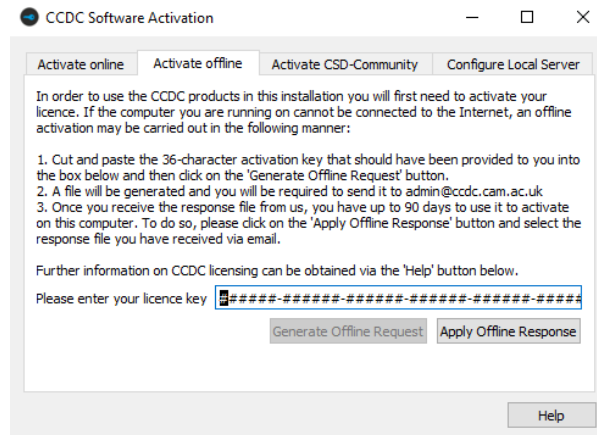 CCDC Software Activation
Activate online
Activate offline
Activate CSD-Community
Configure Local Server
In order to use the CCDC products in this installation you will first need to activate your
licence. If the computer you are running on cannot be connected to the Internet, an offline
activation may be carried out in the following manner:
1. Cut and paste the 36-character activation key that should have been provided to you into
the box below and then click on the 'Generate Offline Request' button.
2. A file will be generated and you will be required to send it to admin@ccdc.cam.ac.uk
3. Once you receive the response file from us, you have up to 90 days to use it to activate
on this computer. To do so, please click on the 'Apply Offline Response' button and select the
response file you have received via email.
Further information on CCDC licensing can be obtained via the 'Help' button below.
Please enter your licence key ######-######-######-######-######-#####
Generate Offline Request Apply Offline Response
Help